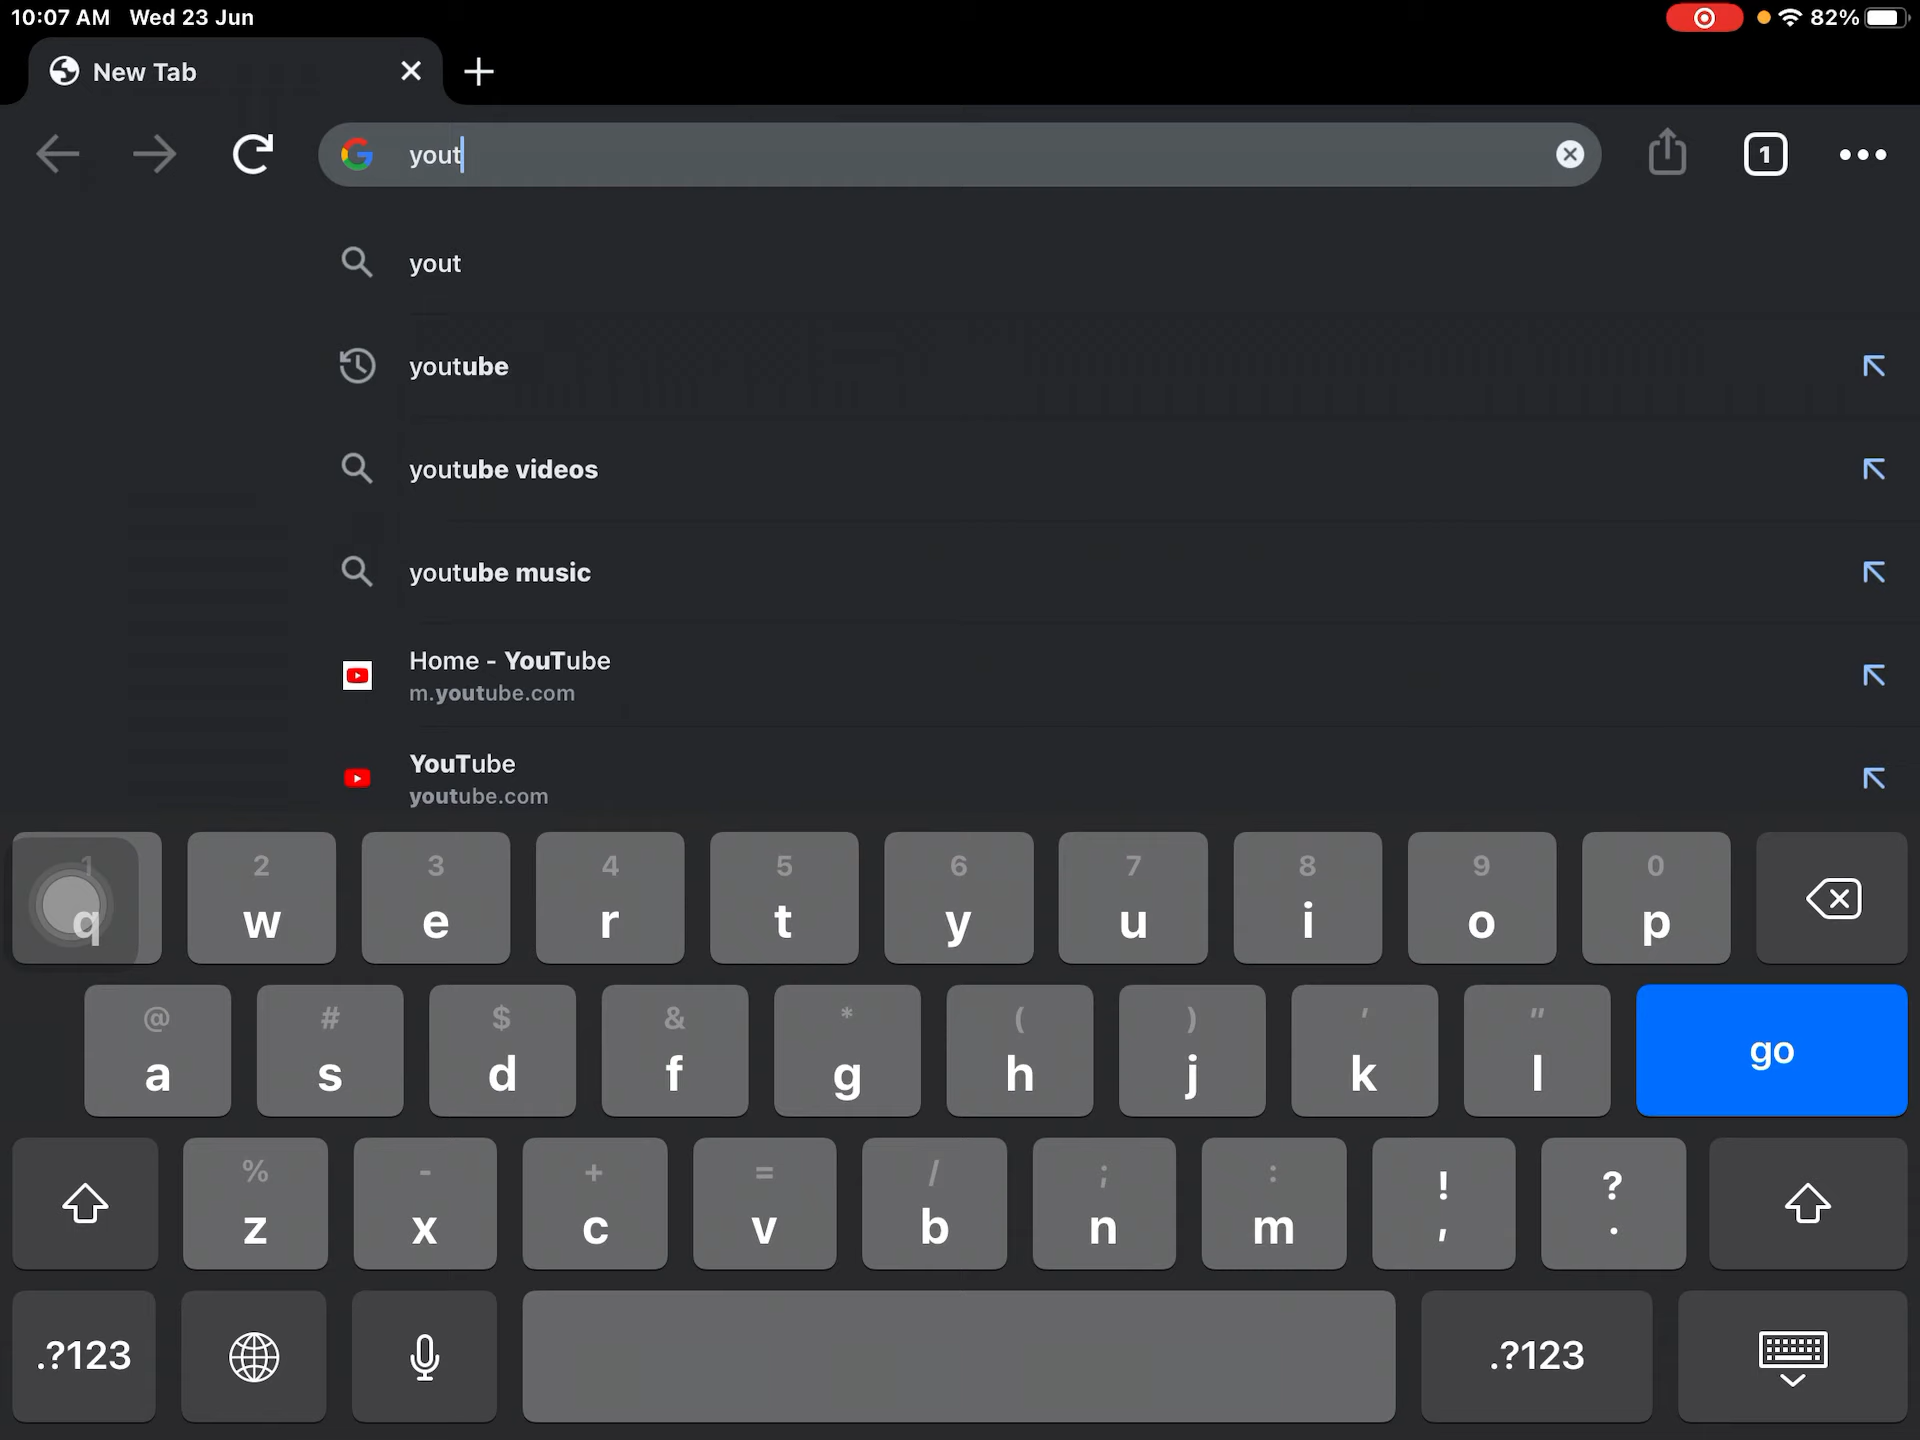 10:07 AM Wed 23 Jun
82%
New Tab
yout
1
yout
youtube
youtube videos
youtube music
Home - YouTube
m.youtube.com
YouTube
youtube.com
1 2 3 4 5 6 7 8 9 0
q w e r t y u i o p
@ # $ & * ( ) ' "
a s d f g h j k l go
% - + = / ; : ! ?
z x c v b n m , .
.?123 .?123